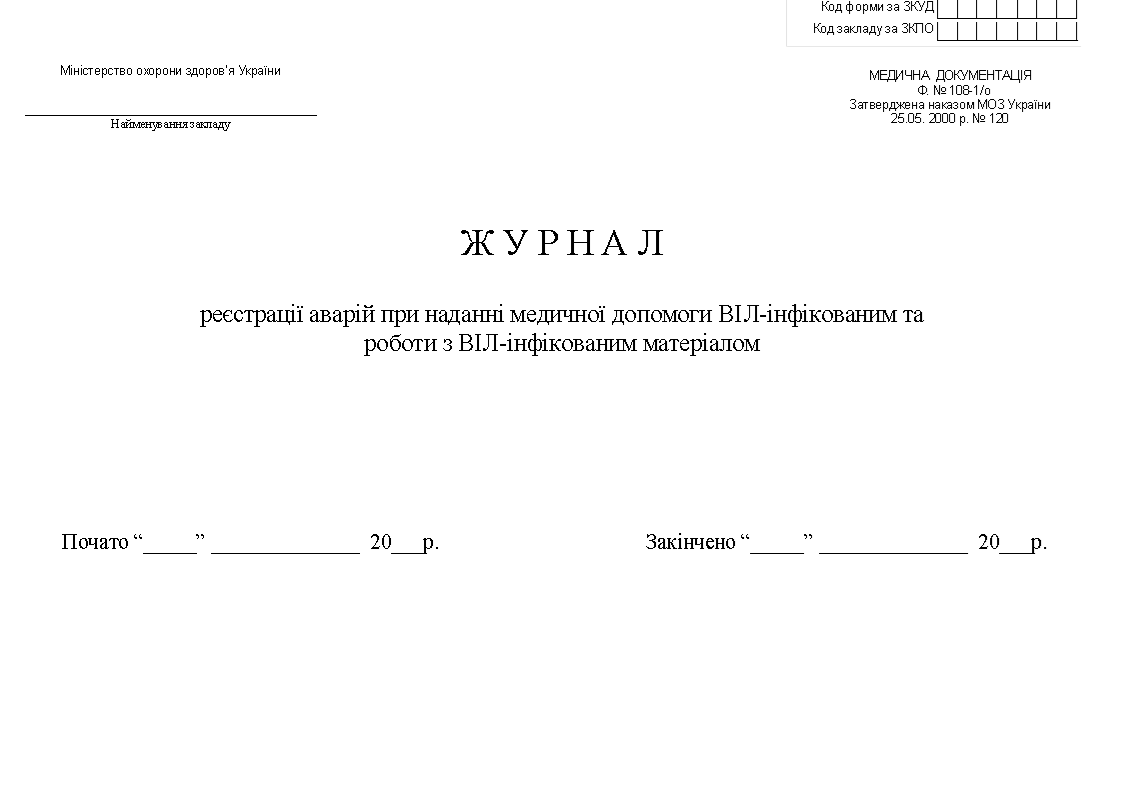 Код форми за ЗКУД
Код закладу за ЗКПО
Міністерство охорони здоров'я України
Найменування закладу
МЕДИЧНА ДОКУМЕНТАЦІЯ
Ф. № 108-1/о
Затверджена наказом МОЗ України
25.05. 2000 р. № 120
Ж У Р Н А Л
реєстрації аварій при наданні медичної допомоги ВІЛ-інфікованим та
роботи з ВІЛ-інфікованим матеріалом
Почато “_____” ______________ 20___р. Закінчено “_____” ______________ 20___р.